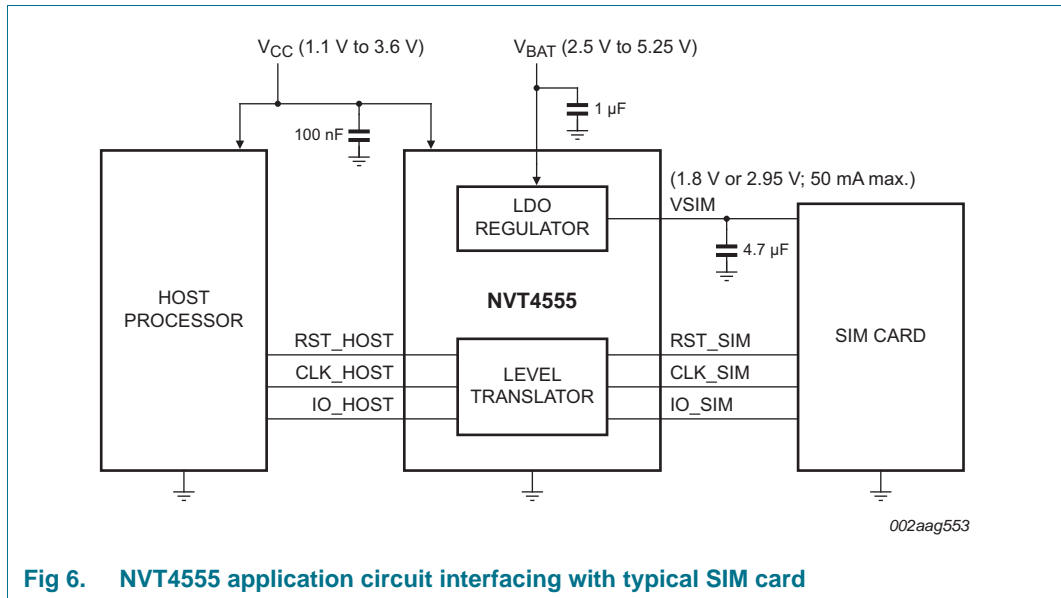 VCC (1.1 V to 3.6 V)
VBAT (2.5 V to 5.25 V)
100 nF
1 µF
(1.8 V or 2.95 V; 50 mA max.)
LDO
REGULATOR
VSIM
4.7 µF
HOST
PROCESSOR
NVT4555
SIM CARD
RST_HOST
CLK_HOST
IO_HOST
LEVEL
TRANSLATOR
RST_SIM
CLK_SIM
IO_SIM
002aag553
Fig 6. NVT4555 application circuit interfacing with typical SIM card